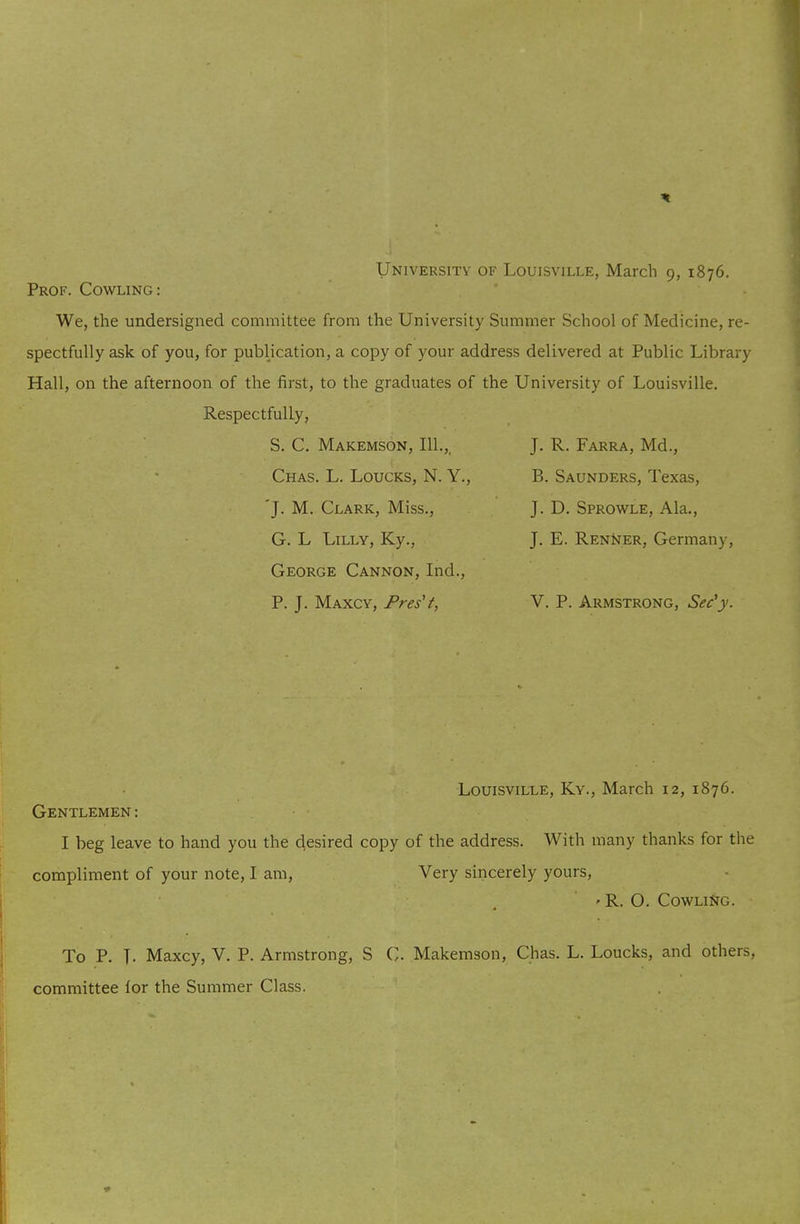 University of Louisville, March 9, 1876.
Prof. Cowling:
We, the undersigned committee from the University Summer School of Medicine, re-
spectfully ask of you, for publication, a copy of your address delivered at Public Library
Hall, on the afternoon of the first, to the graduates of the University of Louisville.
Respectfully,
S. C. Makemson, Ill., J. R. Farra, Md.,
Chas. L. Loucks, N. Y., B. Saunders, Texas,
J. M. Clark, Miss., J. D. Sprowle, Ala.,
G. L Lilly, Ky., J. E. Renner, Germany,
George Cannon, Ind.,
P. J. Maxcy, Pres't, V. P. Armstrong, Sec'y.
Louisville, Ky., March 12, 1876.
Gentlemen:
I beg leave to hand you the desired copy of the address. With many thanks for the
compliment of your note, I am, Very sincerely yours,
R. O. Cowling.
To P. J. Maxcy, V. P. Armstrong, S C. Makemson, Chas. L. Loucks, and others,
committee for the Summer Class.